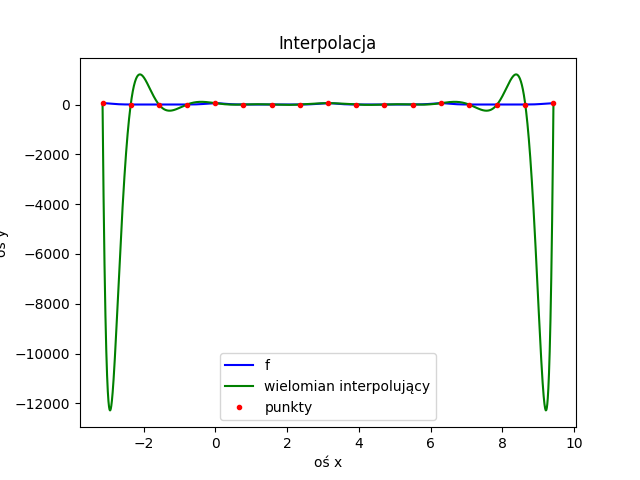 Interpolacja
oś y
0
−2000
−4000
−6000
−8000
−10000
−12000
f
wielomian interpolujący
punkty
−2
0
2
4
6
8
10
oś x